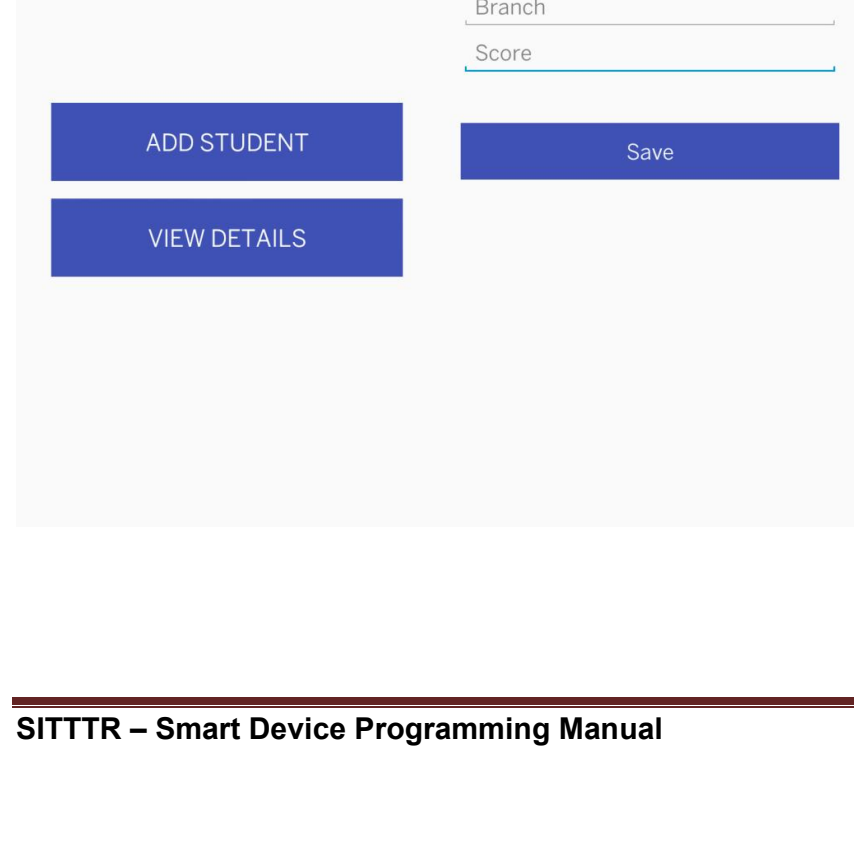 Branch
Score
ADD STUDENT
Save
VIEW DETAILS
SITTTR – Smart Device Programming Manual